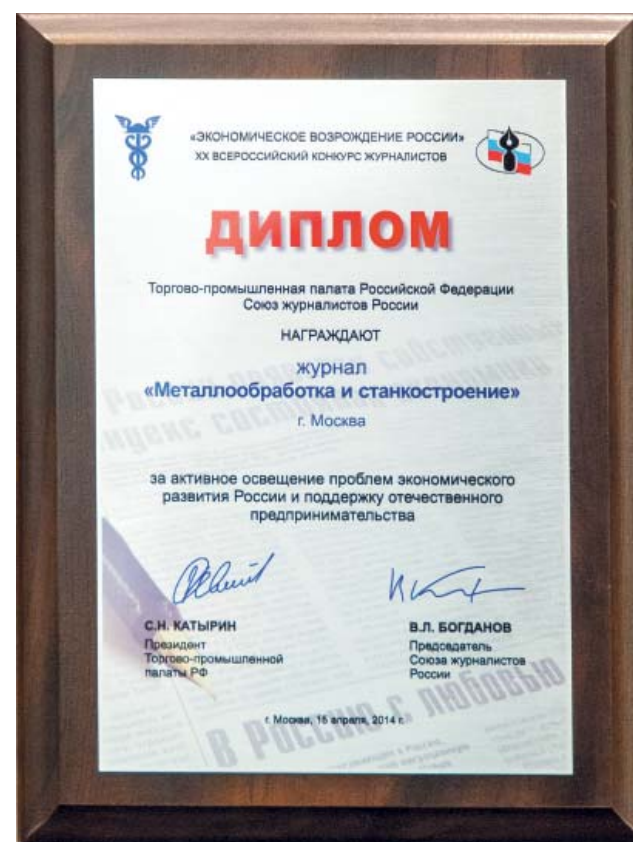 «ЭКОНОМИЧЕСКОЕ ВОЗРОЖДЕНИЕ РОССИИ»
XX ВСЕРОССИЙСКИЙ КОНКУРС ЖУРНАЛИСТОВ
ДИПЛОМ
Торгово-промышленная палата Российской Федерации
Союз журналистов России
НАГРАЖДАЮТ
журнал
«Металлообработка и станкостроение»
г. Москва
за активное освещение проблем экономического
развития России и поддержку отечественного
предпринимательства
С.Н. КАТЫРИН
Президент
Торгово-промышленной
палаты РФ
В.Л. БОГДАНОВ
Председатель
Союза журналистов
России
г. Москва, 15 апреля, 2014 г.
В Россию с любовью